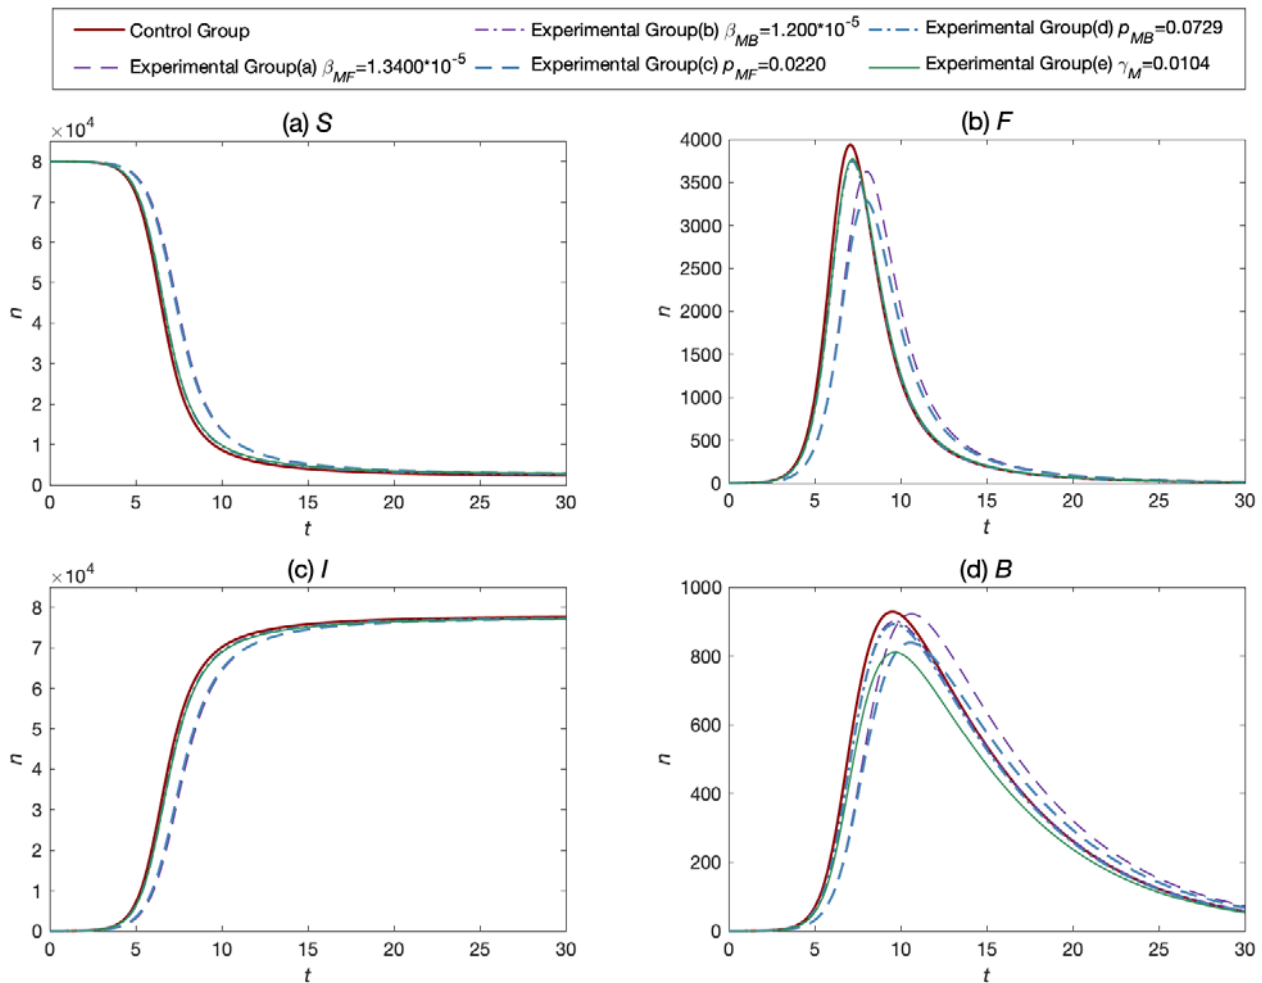 Control Group
Experimental Group(b) β_MB=1.200*10^-5
Experimental Group(d) p_MB=0.0729
Experimental Group(a) β_MF=1.3400*10^-5
Experimental Group(c) p_MF=0.0220
Experimental Group(e) γ_M=0.0104
(a) S
×10^4
8
7
6
5
4
3
2
1
0
n
0 5 10 15 20 25 30
t
(b) F
4000
3500
3000
2500
2000
1500
1000
500
0
n
0 5 10 15 20 25 30
t
(c) I
×10^4
8
7
6
5
4
3
2
1
0
n
0 5 10 15 20 25 30
t
(d) B
1000
800
600
400
200
0
n
0 5 10 15 20 25 30
t